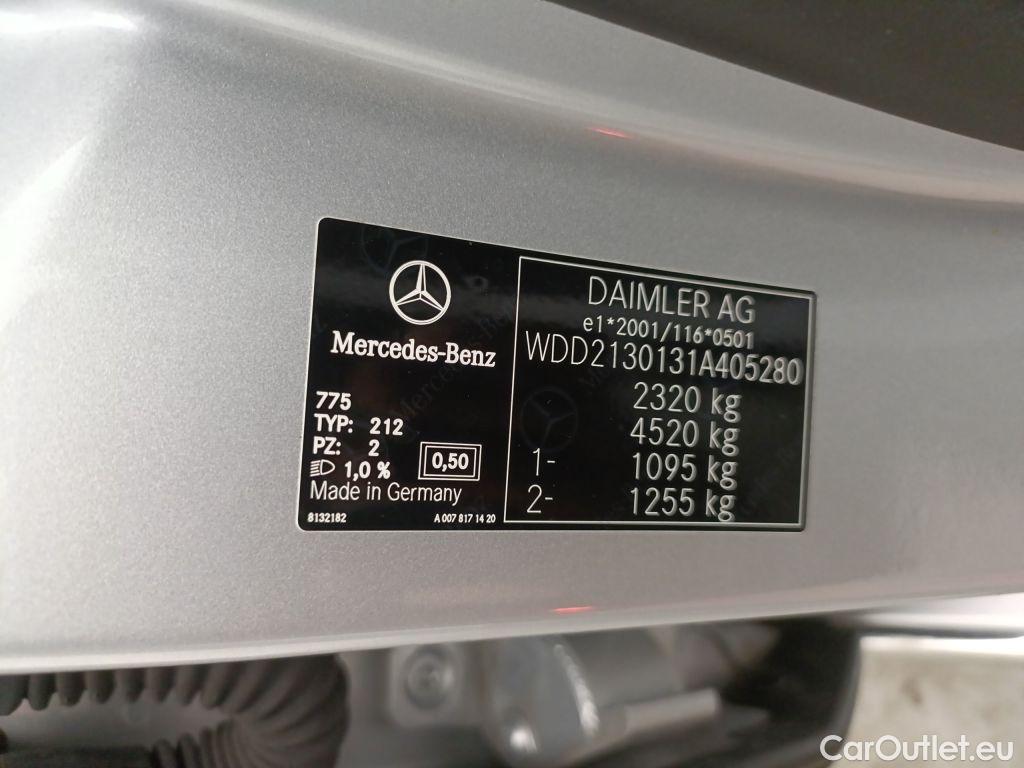 Mercedes-Benz
775
TYP: 212
PZ: 2
1,0 %
0,50
Made in Germany
8132182
A 007 817 14 20
DAIMLER AG
e1*2001/116*0501
WDD2130131A405280
2320 kg
4520 kg
1- 1095 kg
2- 1255 kg
CarOutlet.eu